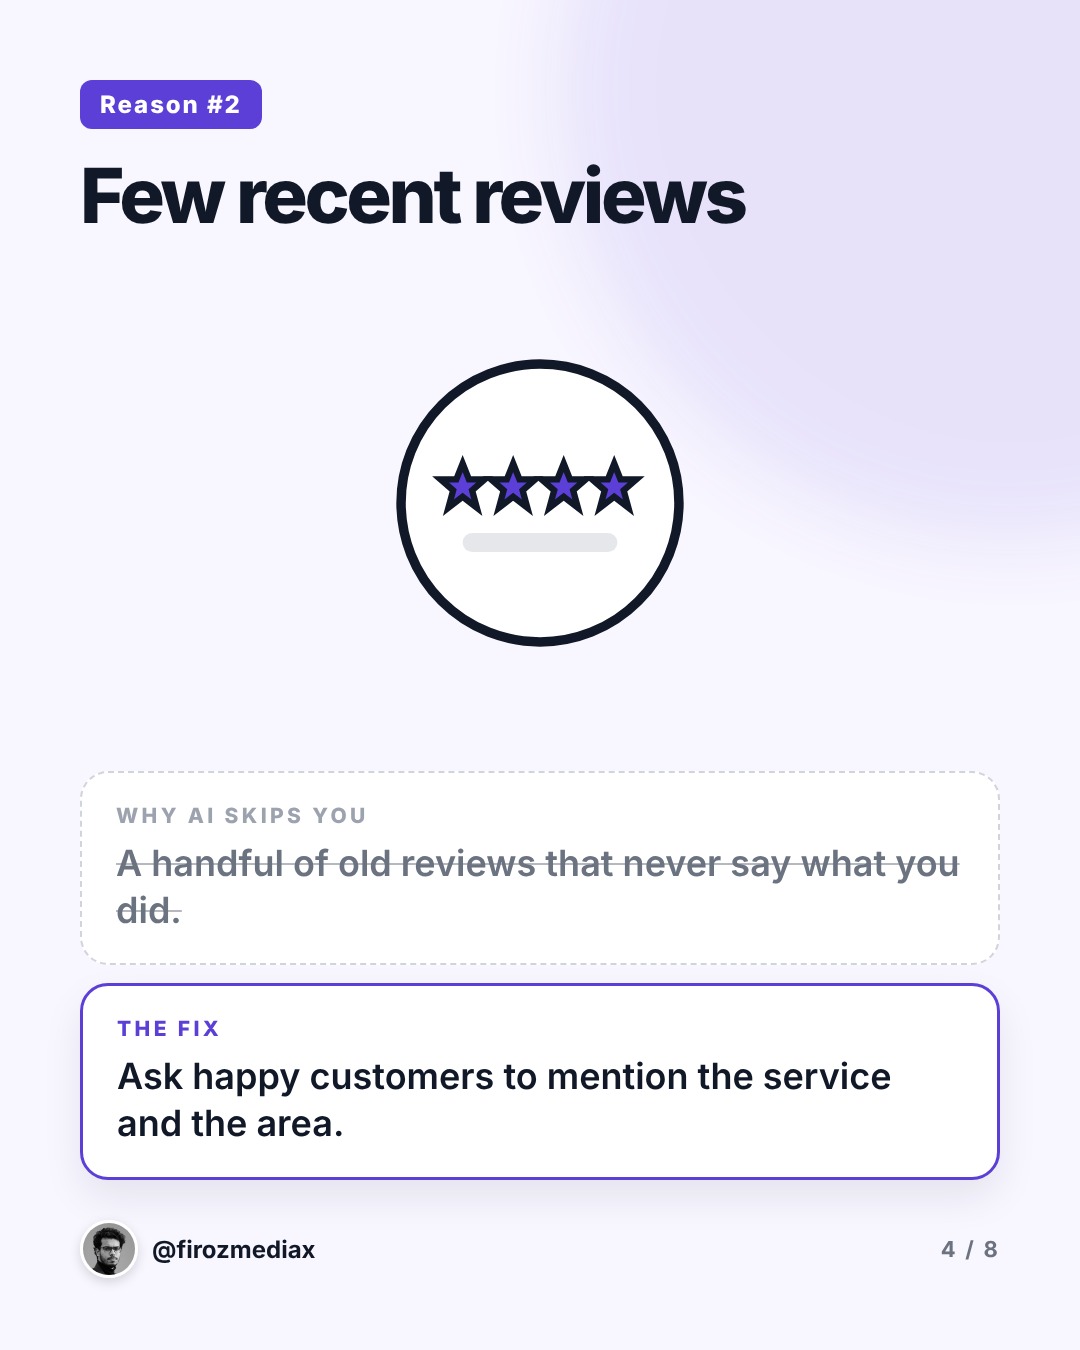 Reason #2
Few recent reviews
WHY AI SKIPS YOU
A handful of old reviews that never say what you
did.
THE FIX
Ask happy customers to mention the service
and the area.
@firozmediax
4 / 8